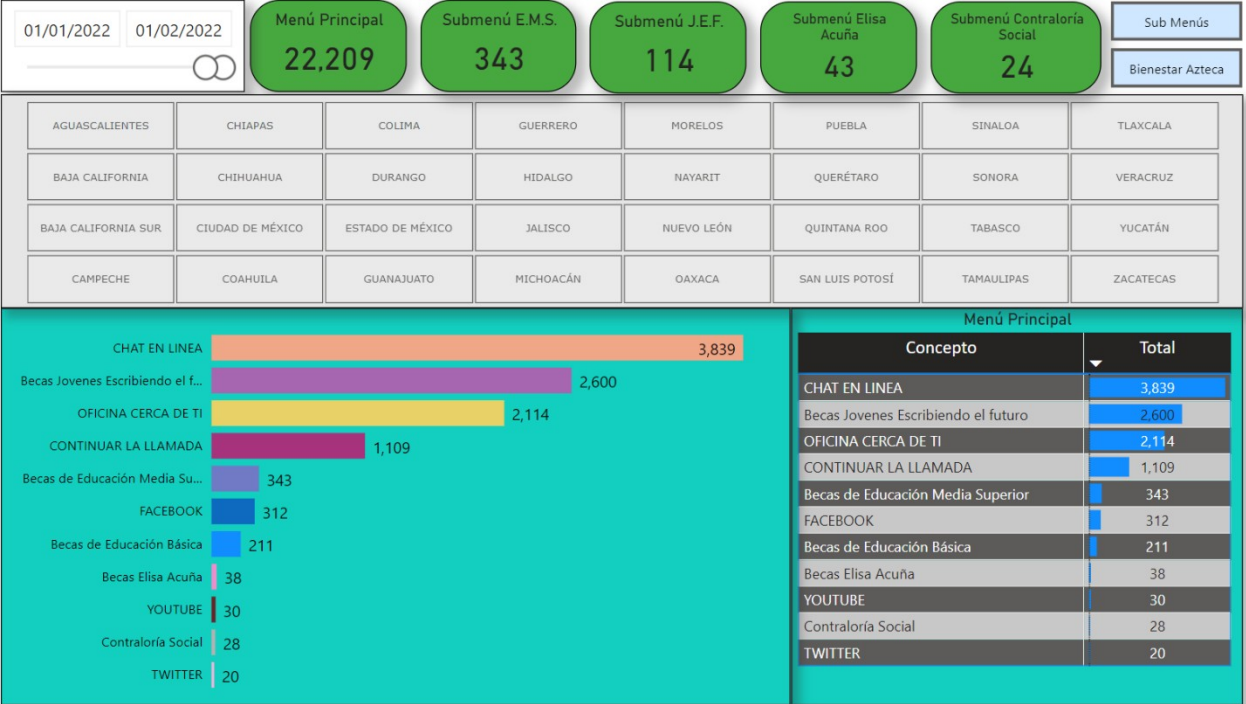 01/01/2022 01/02/2022
Menú Principal
22,209
Submenú E.M.S.
343
Submenú J.E.F.
114
Submenú Elisa
Acuña
43
Submenú Contraloría
Social
24
Sub Menús
Bienestar Azteca
AGUASCALIENTES CHIAPAS COLIMA GUERRERO MORELOS PUEBLA SINALOA TLAXCALA
BAJA CALIFORNIA CHIHUAHUA DURANGO HIDALGO NAYARIT QUERÉTARO SONORA VERACRUZ
BAJA CALIFORNIA SUR CIUDAD DE MÉXICO ESTADO DE MÉXICO JALISCO NUEVO LEÓN QUINTANA ROO TABASCO YUCATÁN
CAMPECHE COAHUILA GUANAJUATO MICHOACÁN OAXACA SAN LUIS POTOSÍ TAMAULIPAS ZACATECAS
CHAT EN LINEA 3,839
Becas Jovenes Escribiendo el f... 2,600
OFICINA CERCA DE TI 2,114
CONTINUAR LA LLAMADA 1,109
Becas de Educación Media Su... 343
FACEBOOK 312
Becas de Educación Básica 211
Becas Elisa Acuña 38
YOUTUBE 30
Contraloría Social 28
TWITTER 20
Menú Principal
Concepto Total
CHAT EN LINEA 3,839
Becas Jovenes Escribiendo el futuro 2,600
OFICINA CERCA DE TI 2,114
CONTINUAR LA LLAMADA 1,109
Becas de Educación Media Superior 343
FACEBOOK 312
Becas de Educación Básica 211
Becas Elisa Acuña 38
YOUTUBE 30
Contraloría Social 28
TWITTER 20